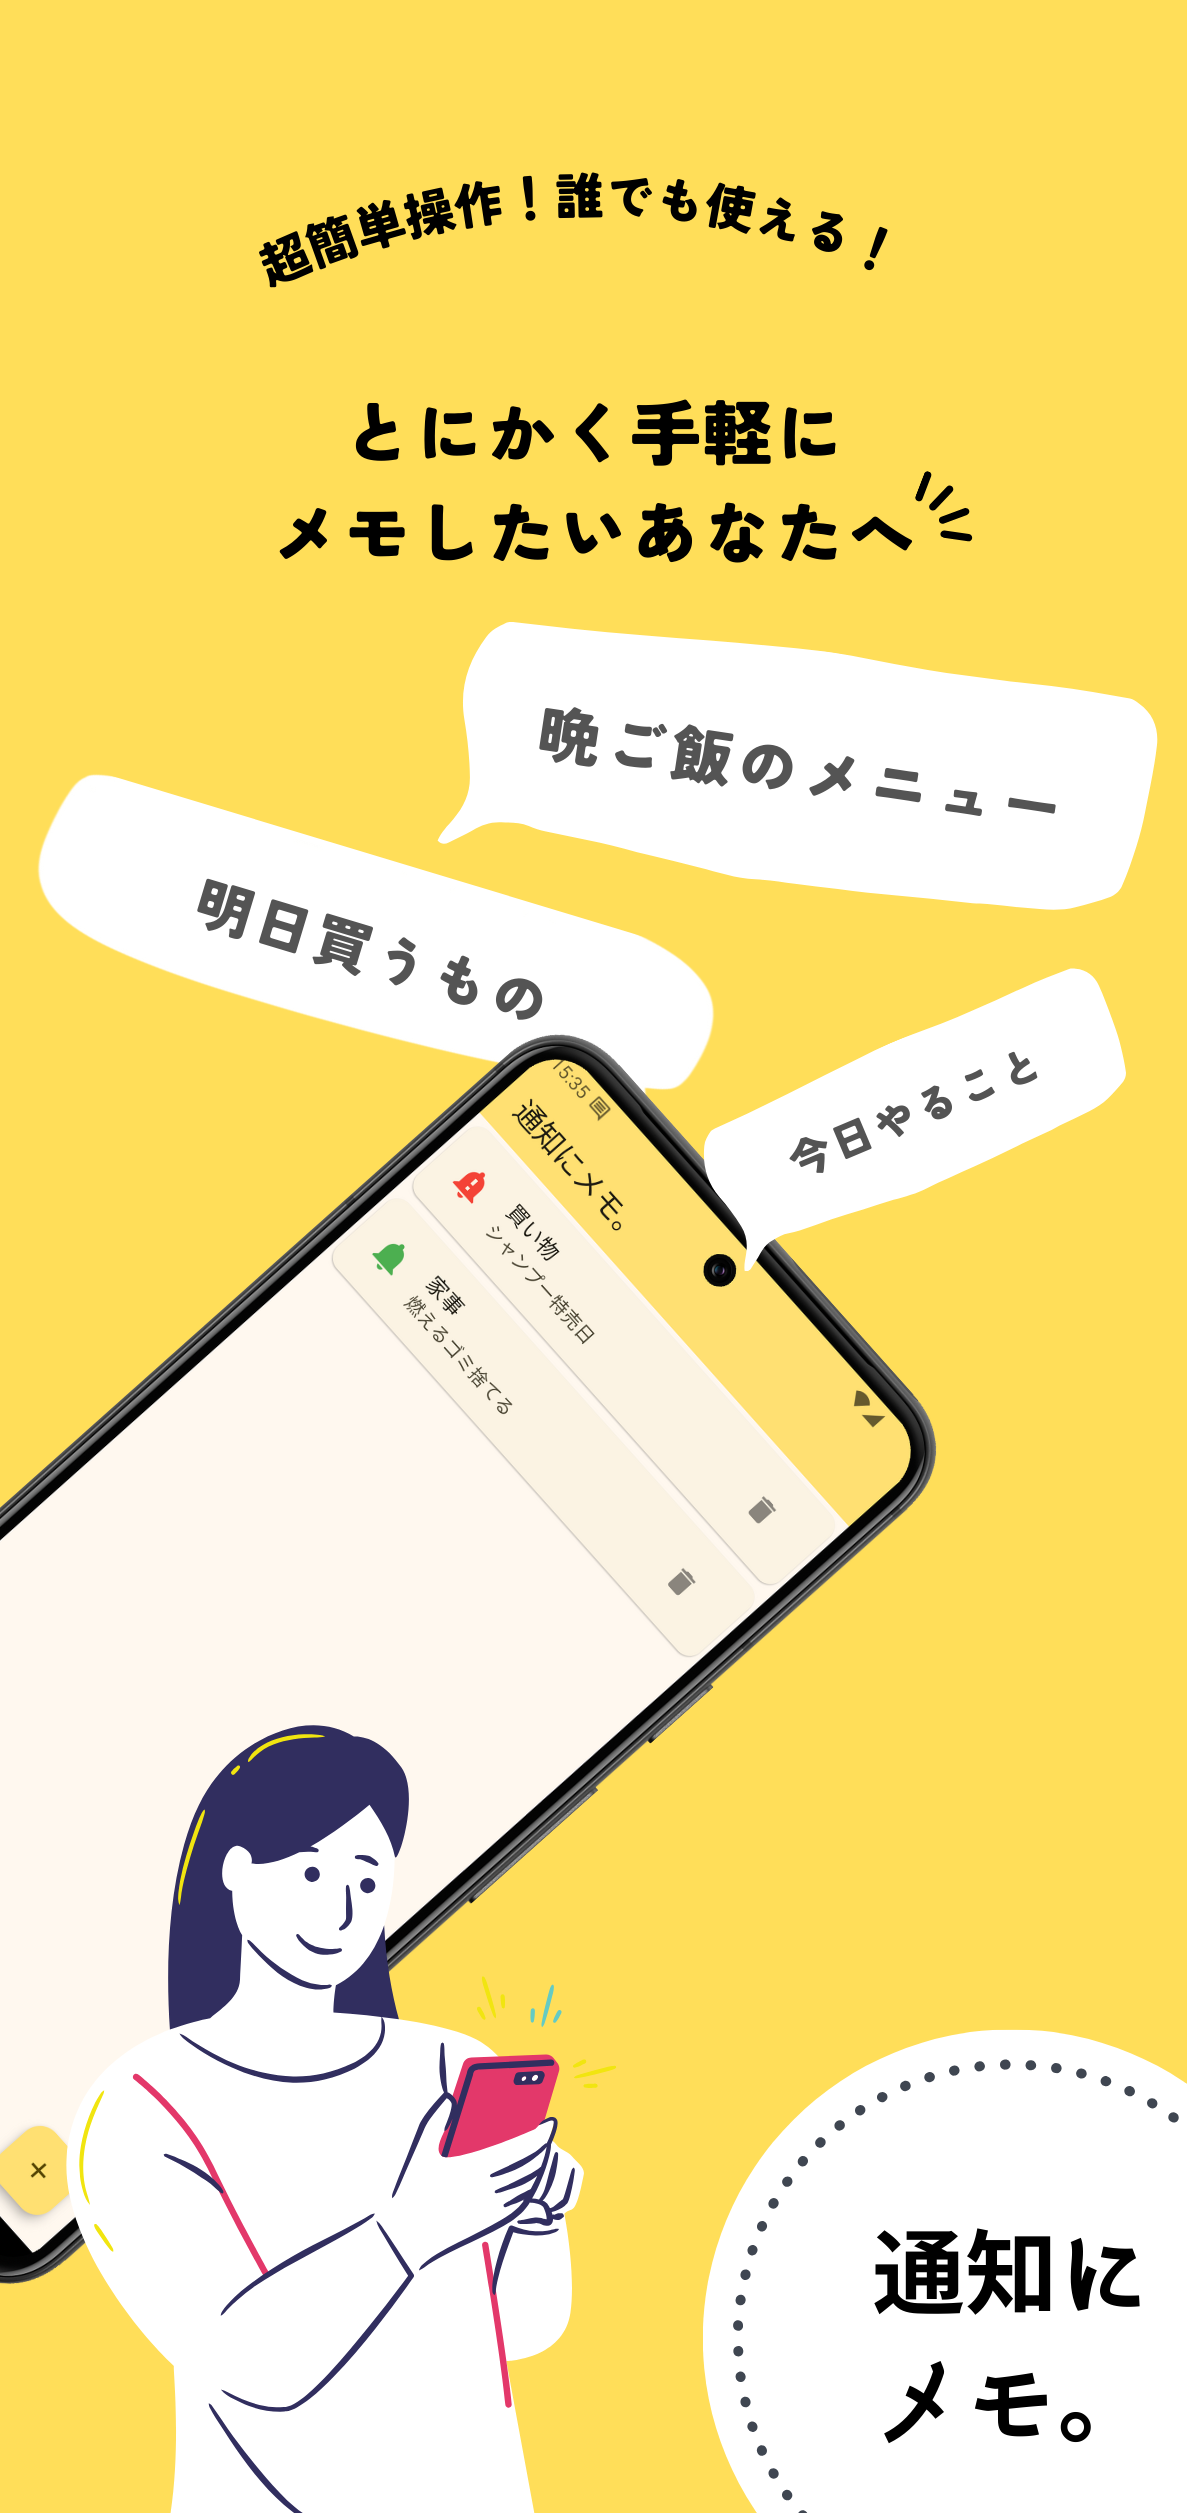 超簡単操作！誰でも使える！
とにかく手軽に
メモしたいあなたへ
晩ご飯のメニュー
明日買うもの
今日やること
15:35
通知にメモ。
買い物
シャンプー特売日
家事
燃えるゴミ捨てる
通知に
メモ。